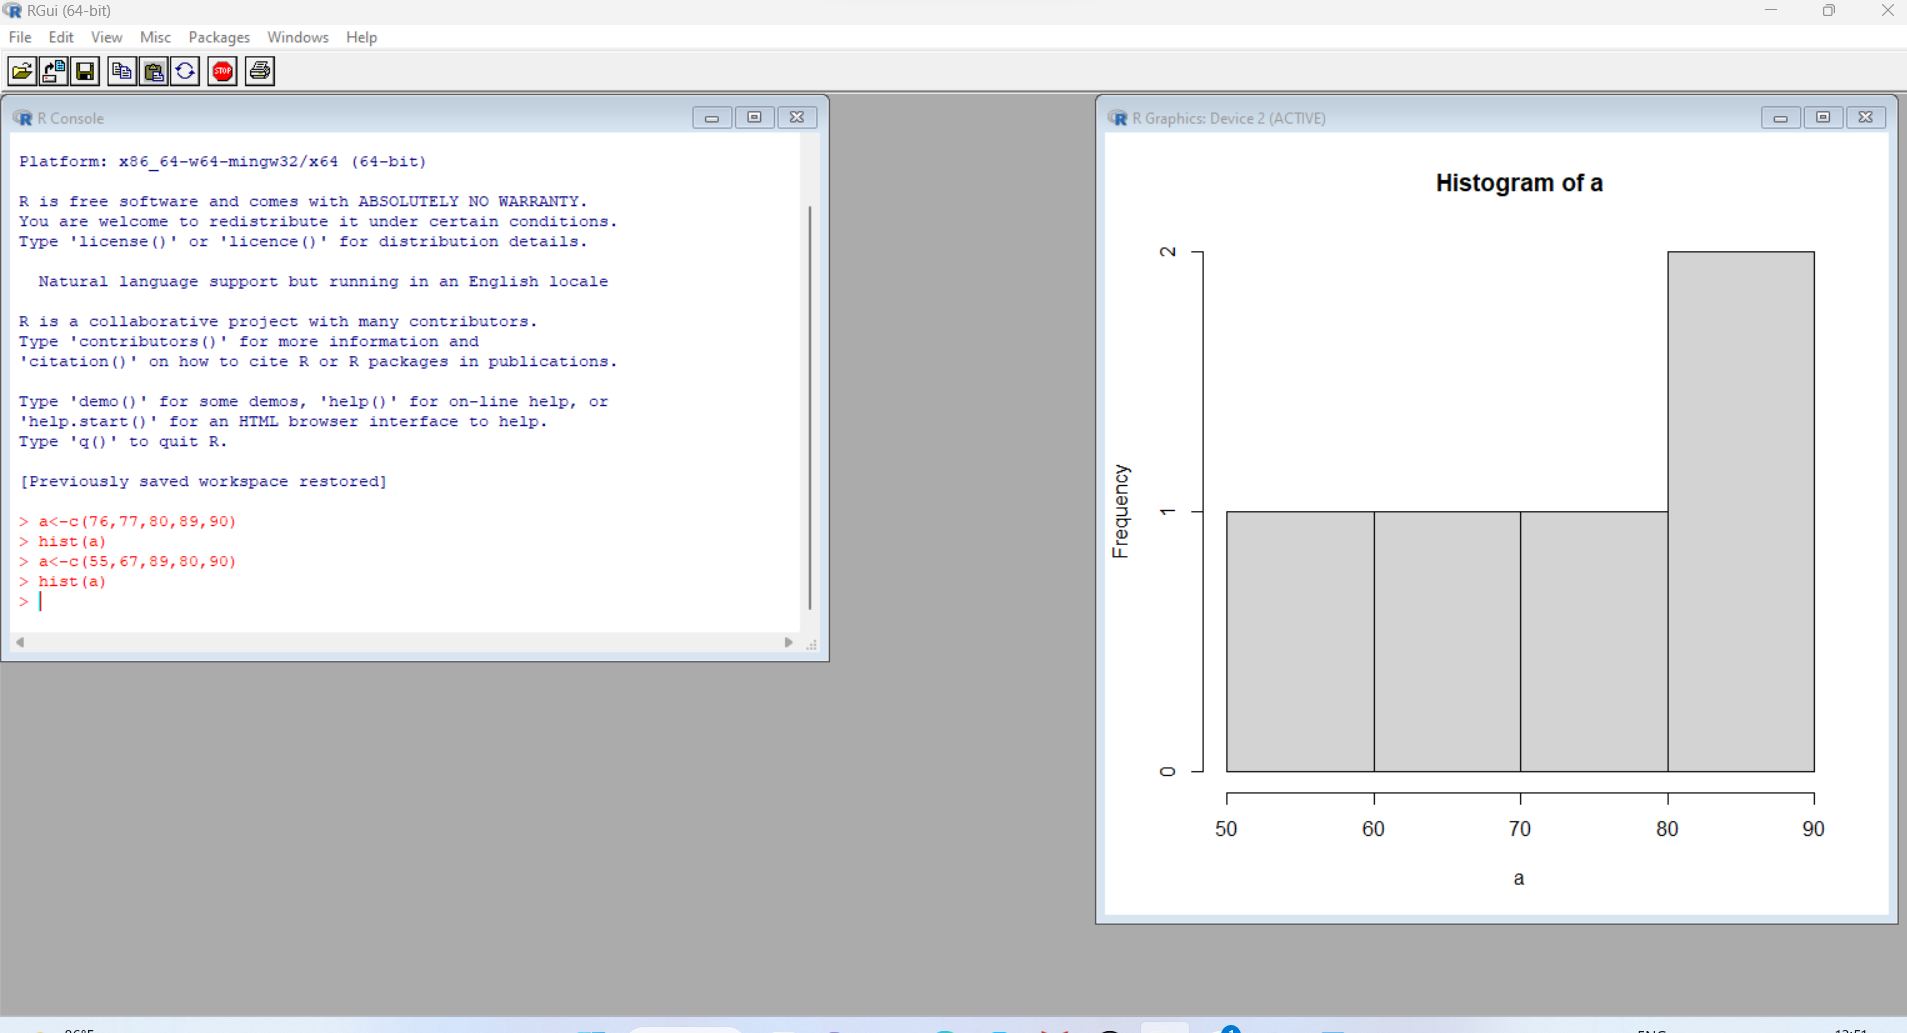 RGui (64-bit)
File Edit View Misc Packages Windows Help
STOP
R Console
Platform: x86_64-w64-mingw32/x64 (64-bit)
R is free software and comes with ABSOLUTELY NO WARRANTY.
You are welcome to redistribute it under certain conditions.
Type 'license()' or 'licence()' for distribution details.
Natural language support but running in an English locale
R is a collaborative project with many contributors.
Type 'contributors()' for more information and
'citation()' on how to cite R or R packages in publications.
Type 'demo()' for some demos, 'help()' for on-line help, or
'help.start()' for an HTML browser interface to help.
Type 'q()' to quit R.
[Previously saved workspace restored]
> a<-c(76,77,80,89,90)
> hist(a)
> a<-c(55,67,89,80,90)
> hist(a)
>
R Graphics: Device 2 (ACTIVE)
Histogram of a
Frequency
2
1
0
50 60 70 80 90
a